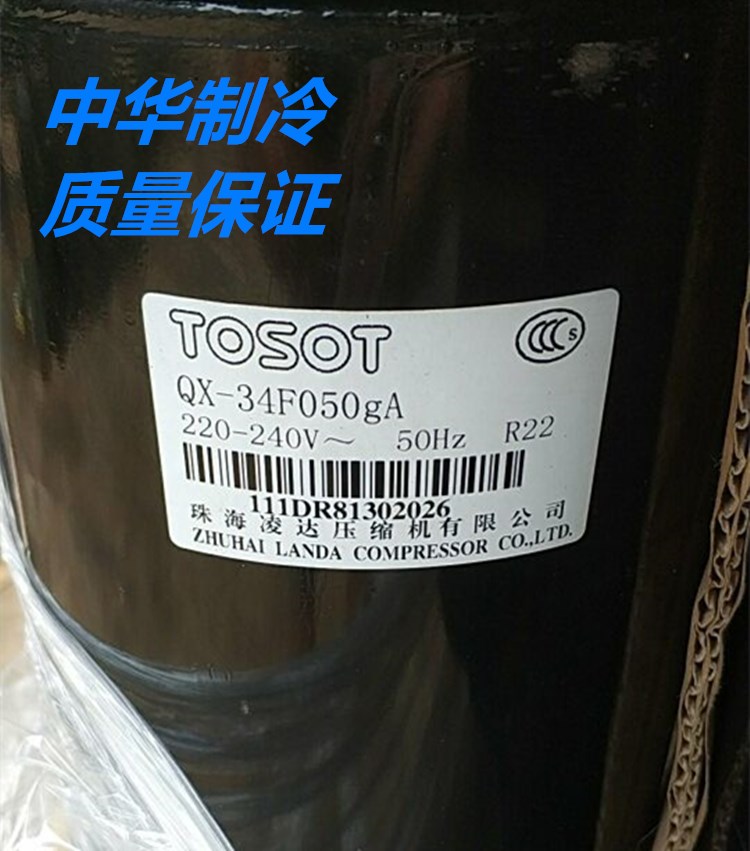 中华制冷
质量保证
TOSOT
CCC S
QX-34F050gA
220-240V～ 50Hz R22
111DR81302026
珠海凌达压缩机有限公司
ZHUHAI LANDA COMPRESSOR CO.,LTD.